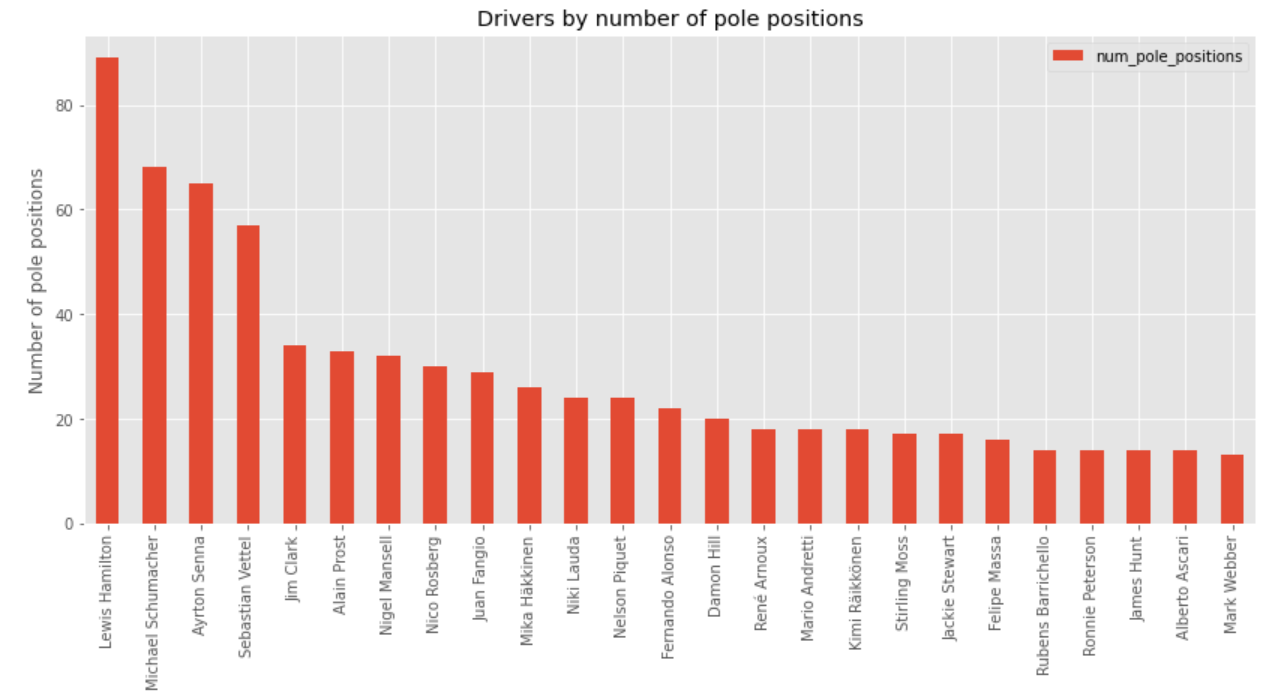 Drivers by number of pole positions
num_pole_positions
Number of pole positions
80
60
40
20
0
Lewis Hamilton
Michael Schumacher
Ayrton Senna
Sebastian Vettel
Jim Clark
Alain Prost
Nigel Mansell
Nico Rosberg
Juan Fangio
Mika Häkkinen
Niki Lauda
Nelson Piquet
Fernando Alonso
Damon Hill
René Arnoux
Mario Andretti
Kimi Räikkönen
Stirling Moss
Jackie Stewart
Felipe Massa
Rubens Barrichello
Ronnie Peterson
James Hunt
Alberto Ascari
Mark Webber